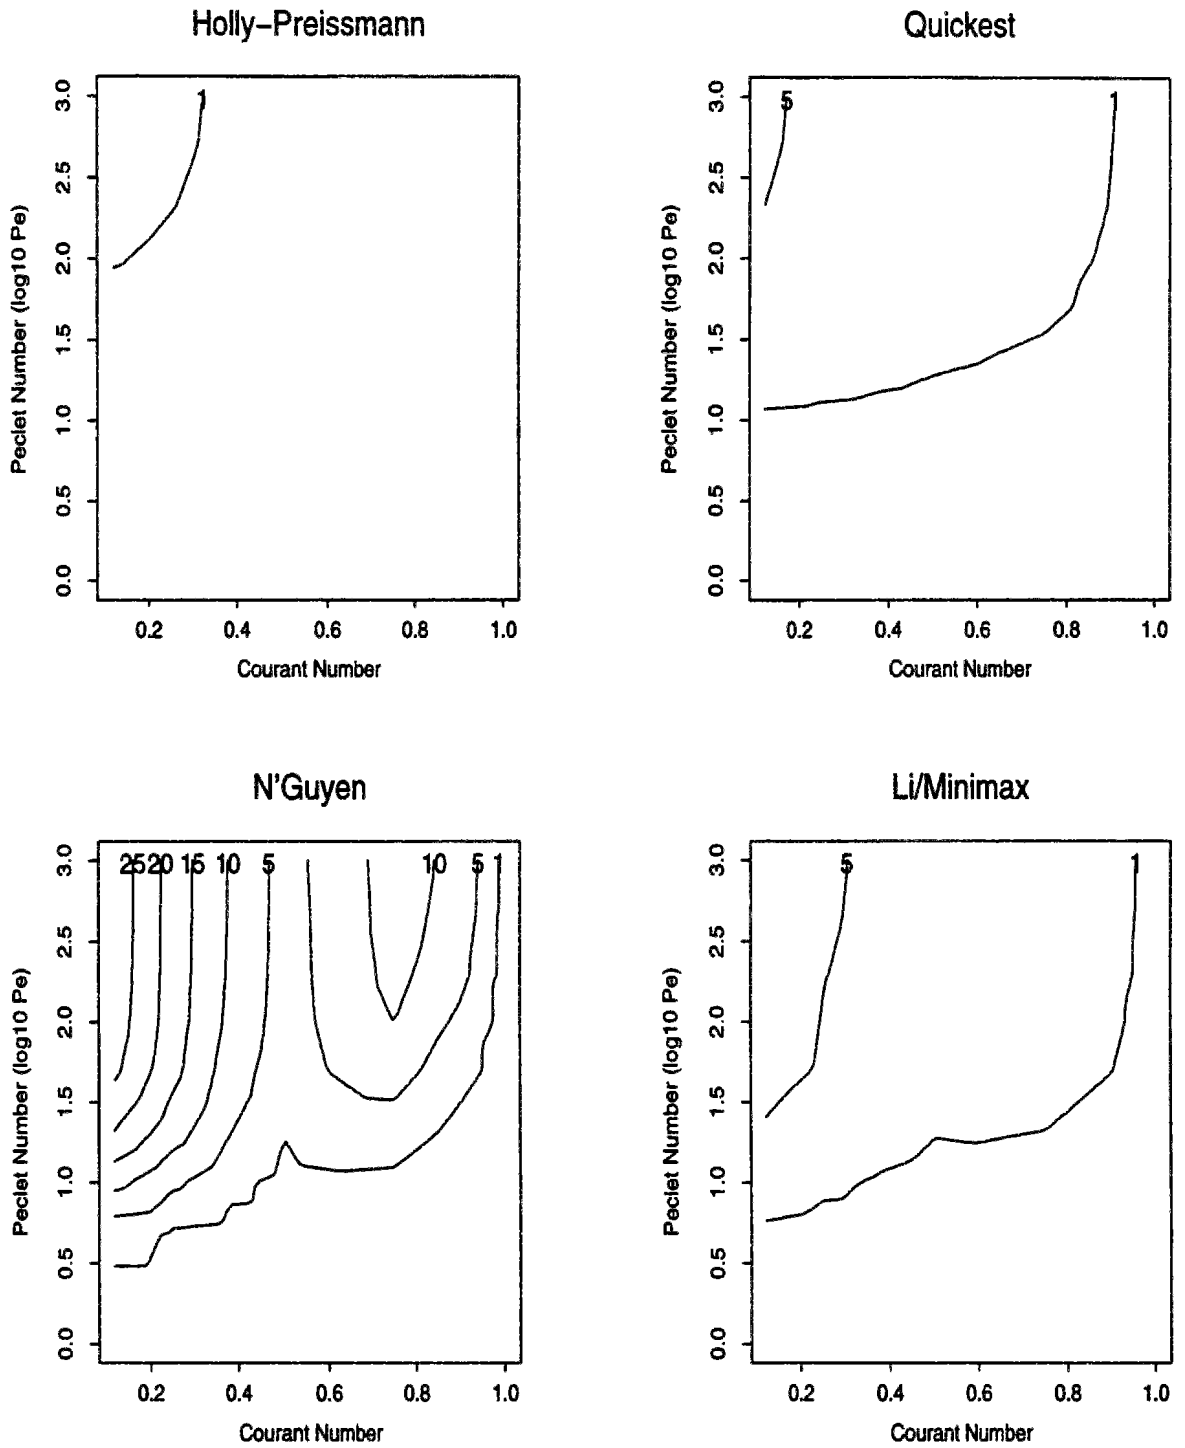 Holly-Preissmann
1
3.0
2.5
2.0
1.5
1.0
0.5
0.0
Peclet Number (log10 Pe)
0.2 0.4 0.6 0.8 1.0
Courant Number
Quickest
5 1
3.0
2.5
2.0
1.5
1.0
0.5
0.0
Peclet Number (log10 Pe)
0.2 0.4 0.6 0.8 1.0
Courant Number
N'Guyen
25 20 15 10 5 10 5 1
3.0
2.5
2.0
1.5
1.0
0.5
0.0
Peclet Number (log10 Pe)
0.2 0.4 0.6 0.8 1.0
Courant Number
Li/Minimax
5 1
3.0
2.5
2.0
1.5
1.0
0.5
0.0
Peclet Number (log10 Pe)
0.2 0.4 0.6 0.8 1.0
Courant Number